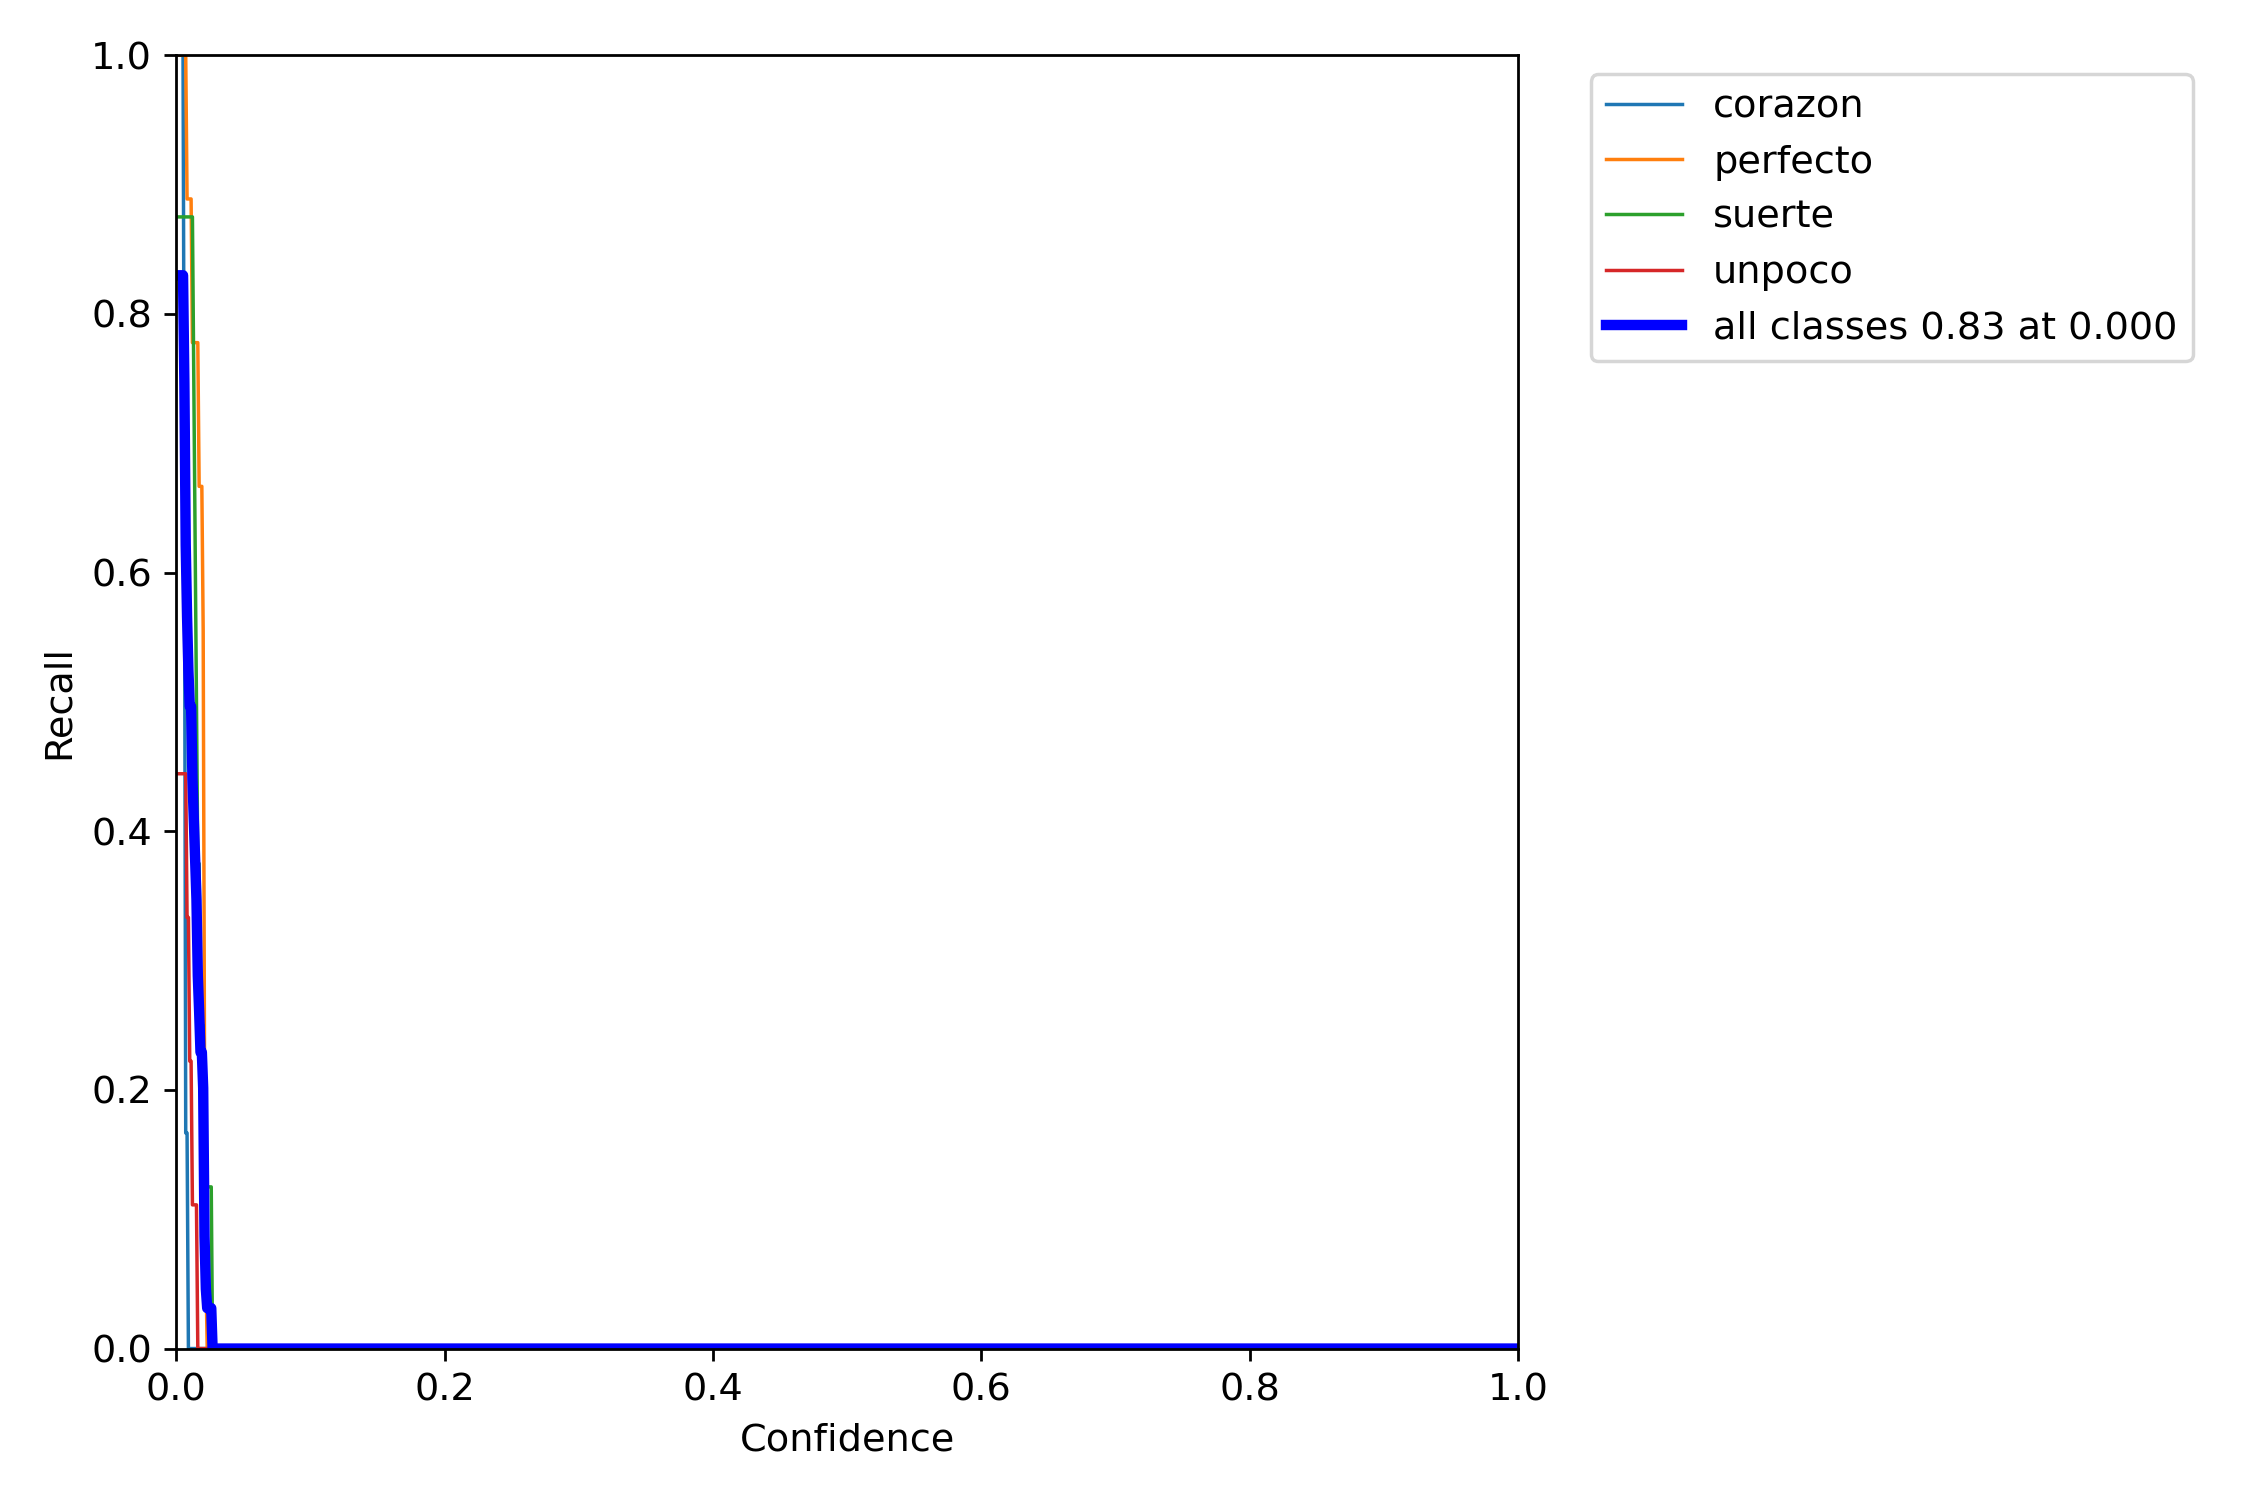 1.0
0.8
0.6
0.4
0.2
0.0
Recall
0.0 0.2 0.4 0.6 0.8 1.0
Confidence
corazon
perfecto
suerte
unpoco
all classes 0.83 at 0.000